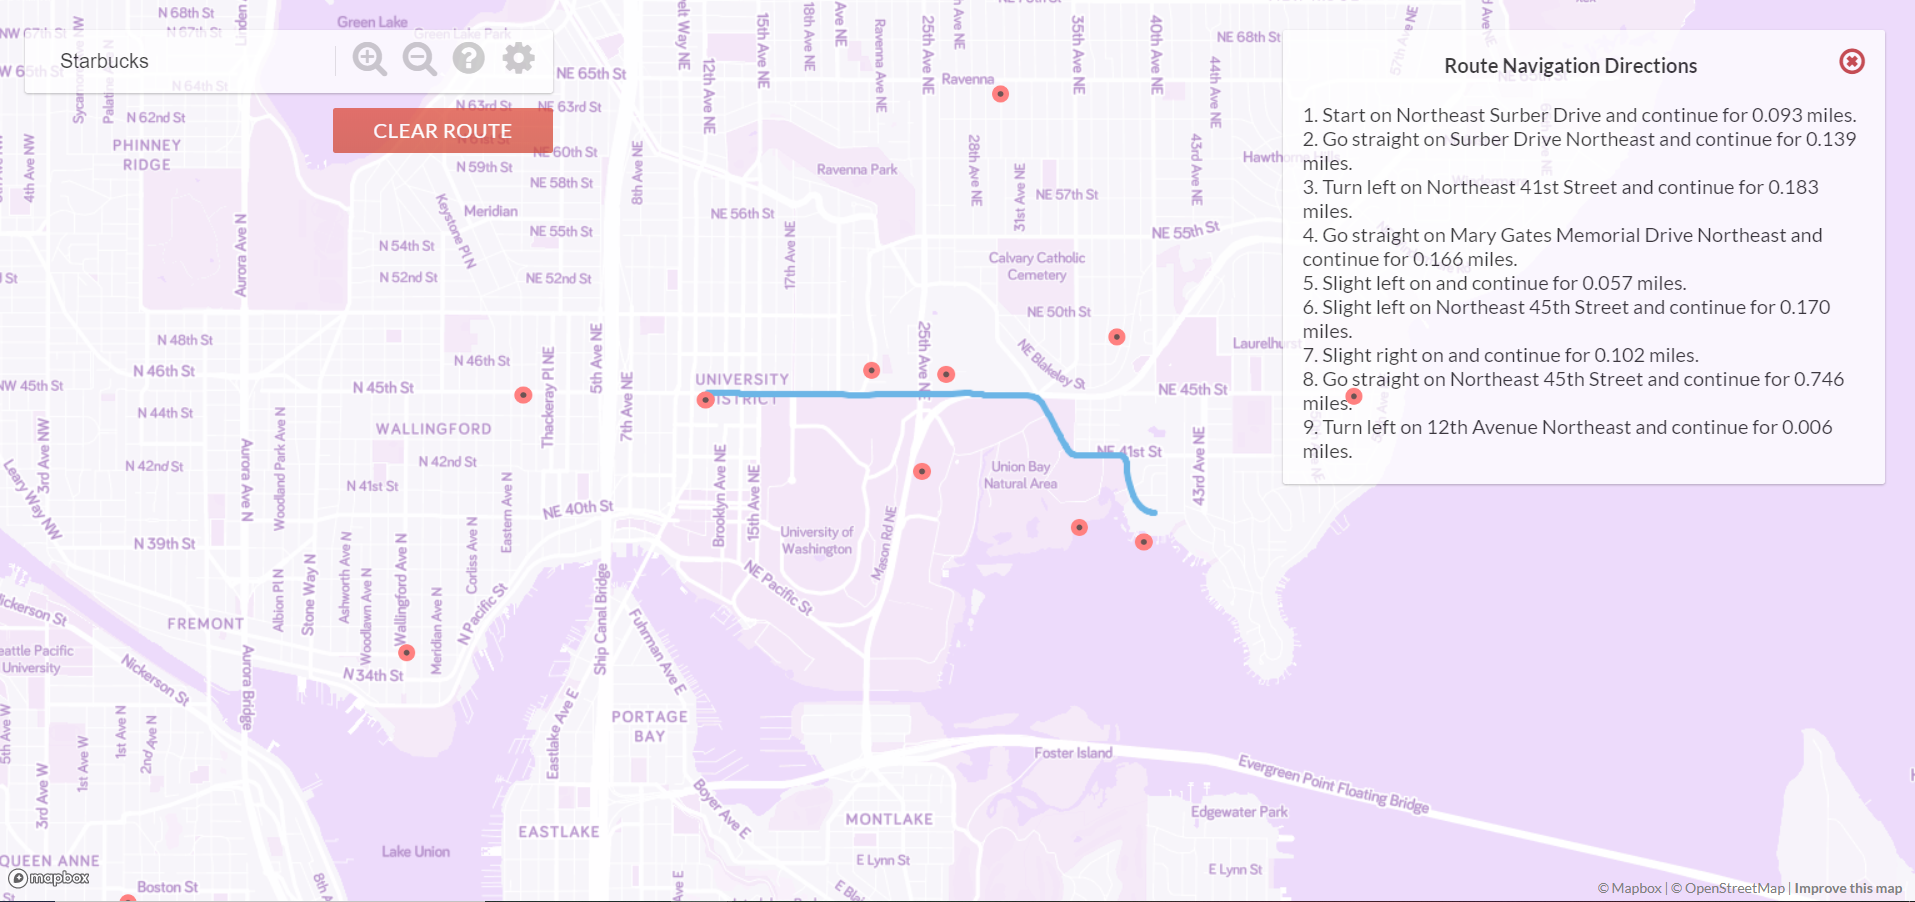 N 68th St
Green Lake
NE 68th St
Starbucks
NE 65th St
Ravenna
NE 63rd St
CLEAR ROUTE
N 62nd St
PHINNEY
RIDGE
NE 60th St
N 59th St
NE 58th St
Ravenna Park
NE 57th St
Meridian
NE 56th St
NE 55th St
NE 55th St
N 54th St
N 52nd St
NE 52nd St
Calvary Catholic
Cemetery
NE 50th St
N 48th St
N 46th St
N 46th St
NW 45th St
N 45th St
NE 45th St
UNIVERSITY
DISTRICT
N 44th St
WALLINGFORD
N 42nd St
N 42nd St
NE 41st St
N 41st St
Union Bay
Natural Area
NE 40th St
N 39th St
University of
Washington
4th Ave NW
Aurora Ave N
Keystone Pl N
8th Ave NE
12th Ave NE
15th Ave NE
17th Ave NE
18th Ave NE
Ravenna Ave NE
25th Ave NE
28th Ave NE
31st Ave NE
35th Ave NE
40th Ave NE
43rd Ave NE
44th Ave NE
5th Ave NE
7th Ave NE
Thackeray Pl NE
25th Ave NE
NE Blakeley St
43rd Ave NE
3rd Ave NW
Leary Way NW
Aurora Ave N
Woodland Park Ave N
Eastern Ave N
Brooklyn Ave NE
15th Ave NE
Mason Rd NE
NE Pacific St
Albion Pl N
Stone Way N
Ashworth Ave N
Woodlawn Ave N
Wallingford Ave N
Meridian Ave N
Corliss Ave N
N Pacific St
FREMONT
N 34th St
Nickerson St
Aurora Bridge
Ship Canal Bridge
Fuhrman Ave E
Eastlake Ave E
PORTAGE
BAY
Foster Island
Evergreen Point Floating Bridge
1st Ave N
2nd Ave N
1st Ave W
3rd Ave W
Boyer Ave E
Edgewater Park
MONTLAKE
EASTLAKE
Lake Union
E Lynn St
E Lynn St
QUEEN ANNE
Boston St
mapbox
Route Navigation Directions
1. Start on Northeast Surber Drive and continue for 0.093 miles.
2. Go straight on Surber Drive Northeast and continue for 0.139
miles.
3. Turn left on Northeast 41st Street and continue for 0.183
miles.
4. Go straight on Mary Gates Memorial Drive Northeast and
continue for 0.166 miles.
5. Slight left on and continue for 0.057 miles.
6. Slight left on Northeast 45th Street and continue for 0.170
miles.
7. Slight right on and continue for 0.102 miles.
8. Go straight on Northeast 45th Street and continue for 0.746
miles.
9. Turn left on 12th Avenue Northeast and continue for 0.006
miles.
© Mapbox | © OpenStreetMap | Improve this map